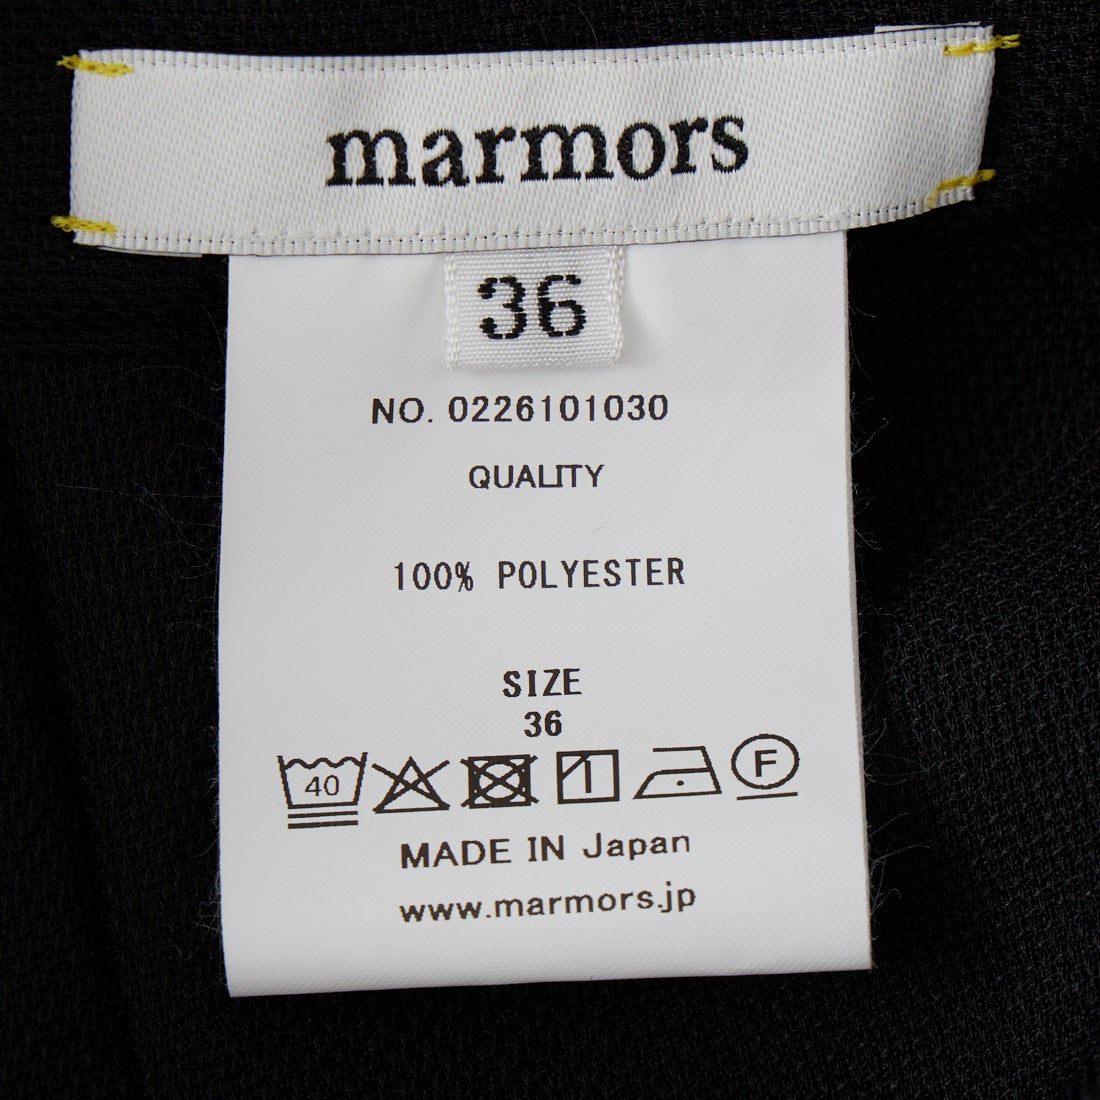 marmors
36
NO. 0226101030
QUALITY
100% POLYESTER
SIZE
36
40 F
MADE IN Japan
www.marmors.jp